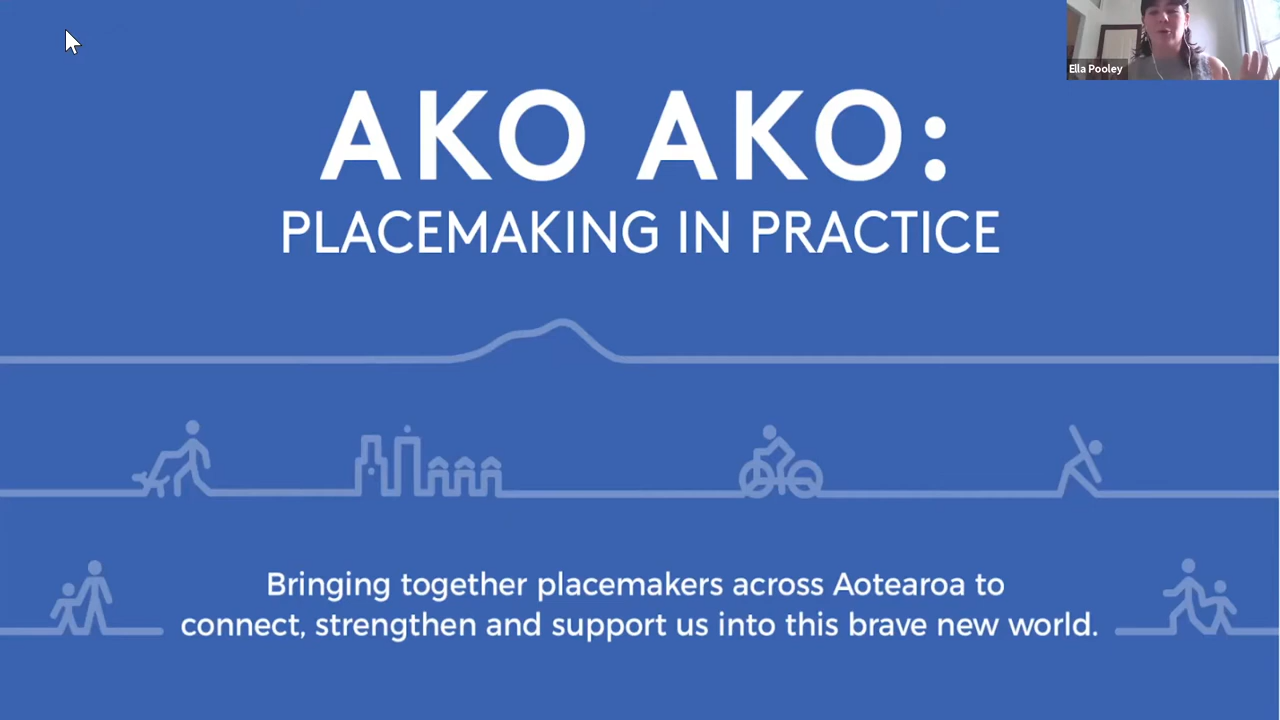 Ella Pooley
AKO AKO:
PLACEMAKING IN PRACTICE
Bringing together placemakers across Aotearoa to
connect, strengthen and support us into this brave new world.